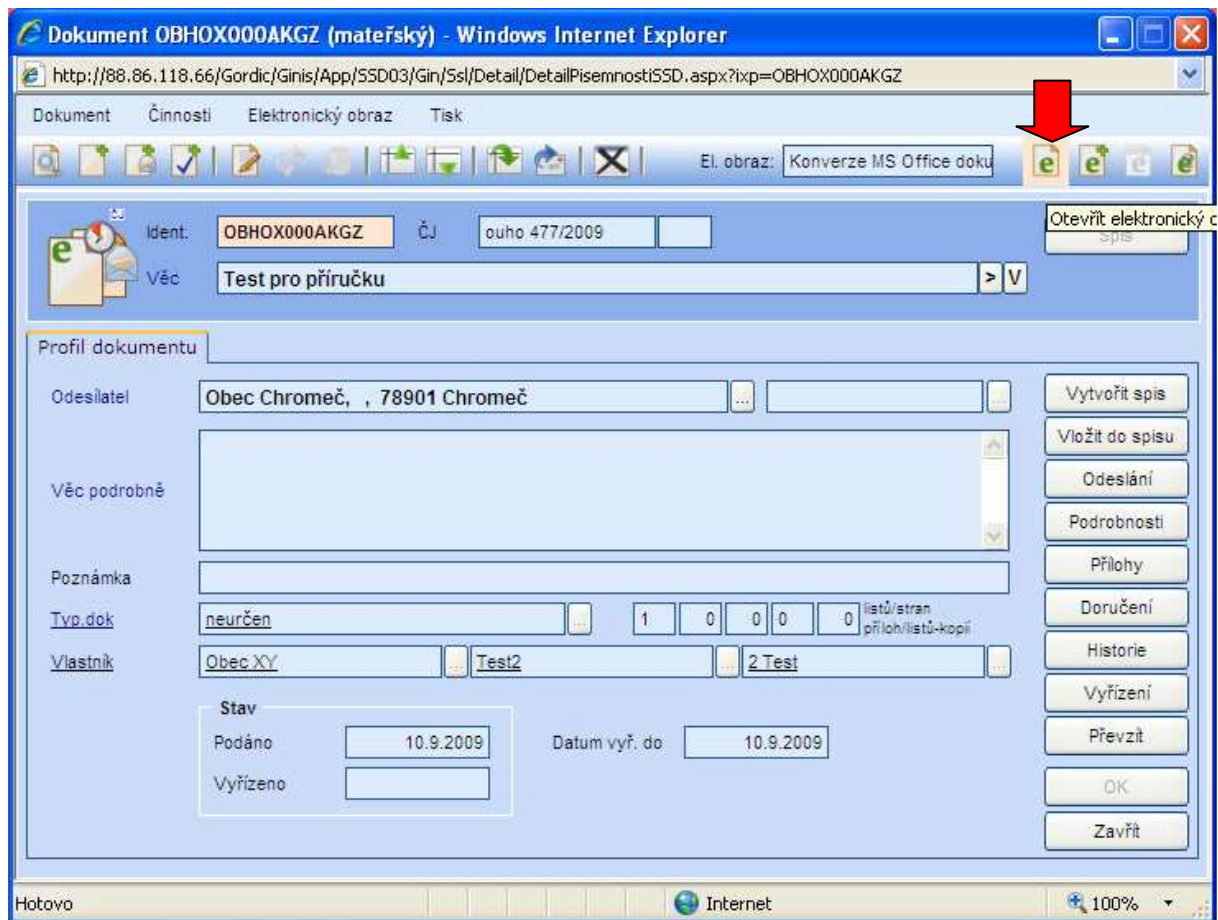 Dokument OBHOX000AKGZ (mateřský) - Windows Internet Explorer
http://88.86.118.66/Gordic/Ginis/App/SSD03/Gin/Ssl/Detail/DetailPisemnostiSSD.aspx?ixp=OBHOX000AKGZ
Dokument Činnosti Elektronický obraz Tisk
El. obraz: Konverze MS Office doku
Otevřít elektronický o
Ident. OBHOX000AKGZ ČJ ouho 477/2009 Spis
Věc Test pro příručku > V
Profil dokumentu
Odesílatel Obec Chromeč, , 78901 Chromeč ... ...
Vytvořit spis
Vložit do spisu
Věc podrobně
Odeslání
Podrobnosti
Poznámka
Přílohy
Typ.dok neurčen ... 1 0 0 0 0 listů/stran
příloh/listů-kopií
Doručení
Vlastník Obec XY ... Test2 ... 2 Test ...
Historie
Stav
Vyřízení
Podáno 10.9.2009 Datum vyř. do 10.9.2009
Převzít
Vyřízeno
OK
Zavřít
Hotovo Internet 100%